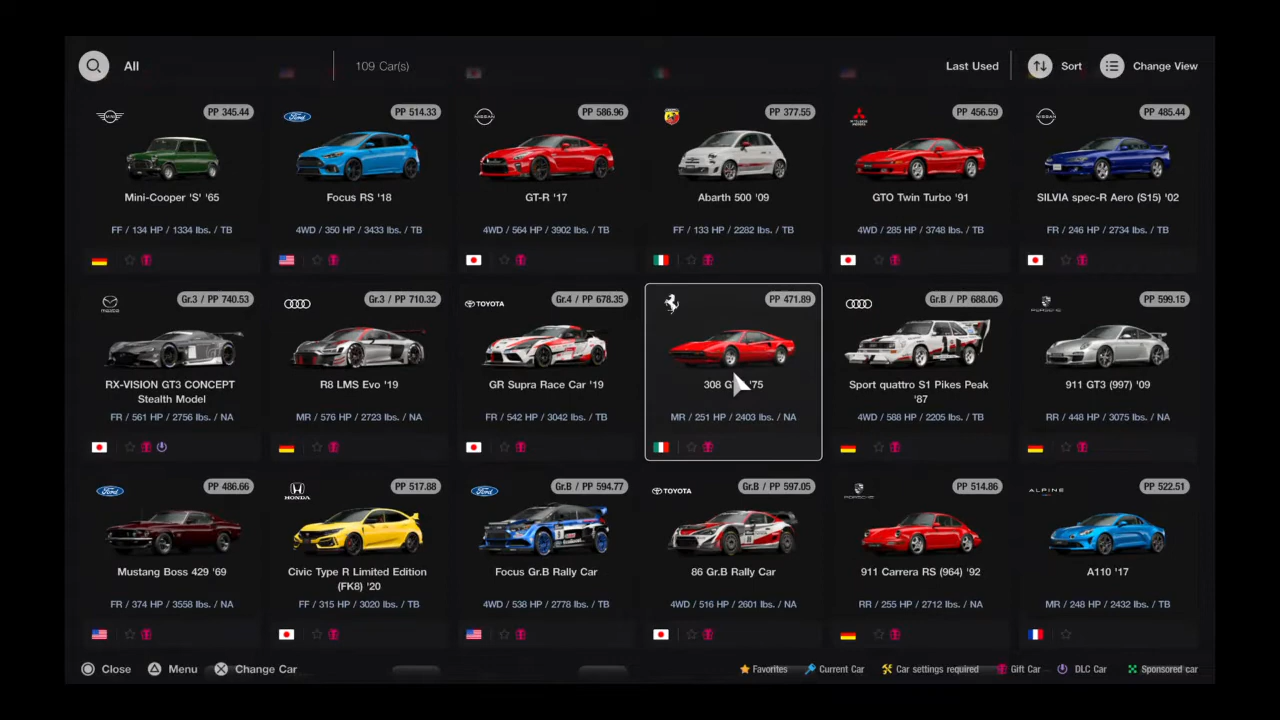 All
109 Car(s)
Last Used
Sort
Change View
PP 345.44
PP 514.33
PP 586.96
PP 377.55
PP 456.59
PP 485.44
Mini-Cooper 'S' '65
Focus RS '18
GT-R '17
Abarth 500 '09
GTO Twin Turbo '91
SILVIA spec-R Aero (S15) '02
FF / 134 HP / 1334 lbs. / TB
4WD / 350 HP / 3433 lbs. / TB
4WD / 564 HP / 3902 lbs. / TB
FF / 133 HP / 2282 lbs. / TB
4WD / 285 HP / 3748 lbs. / TB
FR / 246 HP / 2734 lbs. / TB
Gr.3 / PP 740.53
Gr.3 / PP 710.32
TOYOTA
Gr.4 / PP 678.35
PP 471.89
Gr.B / PP 688.06
PORSCHE
PP 599.15
RX-VISION GT3 CONCEPT
Stealth Model
R8 LMS Evo '19
GR Supra Race Car '19
308 '75
Sport quattro S1 Pikes Peak
'87
911 GT3 (997) '09
FR / 561 HP / 2756 lbs. / NA
MR / 576 HP / 2723 lbs. / NA
FR / 542 HP / 3042 lbs. / TB
MR / 251 HP / 2403 lbs. / NA
4WD / 588 HP / 2205 lbs. / TB
RR / 448 HP / 3075 lbs. / NA
Ford
PP 486.66
HONDA
PP 517.88
Ford
Gr.B / PP 594.77
TOYOTA
Gr.B / PP 597.05
PORSCHE
PP 514.86
ALPINE
PP 522.51
Mustang Boss 429 '69
Civic Type R Limited Edition
(FK8) '20
Focus Gr.B Rally Car
86 Gr.B Rally Car
911 Carrera RS (964) '92
A110 '17
FR / 374 HP / 3558 lbs. / NA
FF / 315 HP / 3020 lbs. / TB
4WD / 538 HP / 2778 lbs. / TB
4WD / 516 HP / 2601 lbs. / NA
RR / 255 HP / 2712 lbs. / NA
MR / 248 HP / 2432 lbs. / TB
Close
Menu
Change Car
Favorites
Current Car
Car settings required
Gift Car
DLC Car
Sponsored car